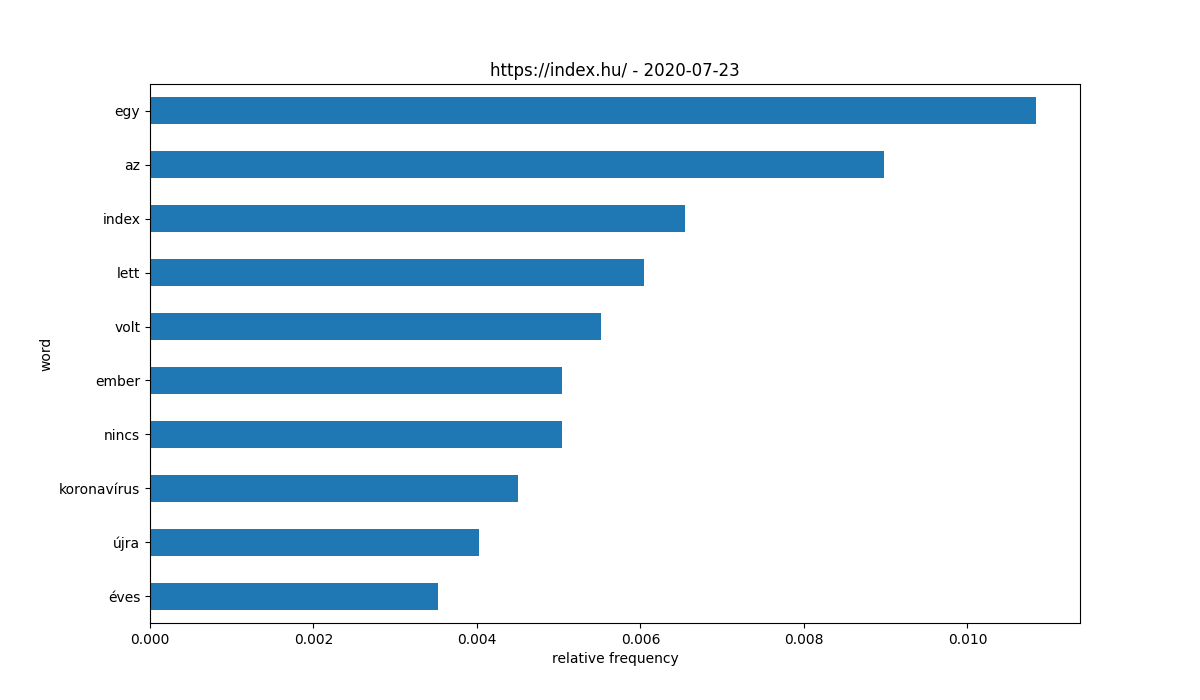 https://index.hu/ - 2020-07-23
egy
az
index
lett
volt
ember
nincs
koronavírus
újra
éves
word
0.000 0.002 0.004 0.006 0.008 0.010
relative frequency